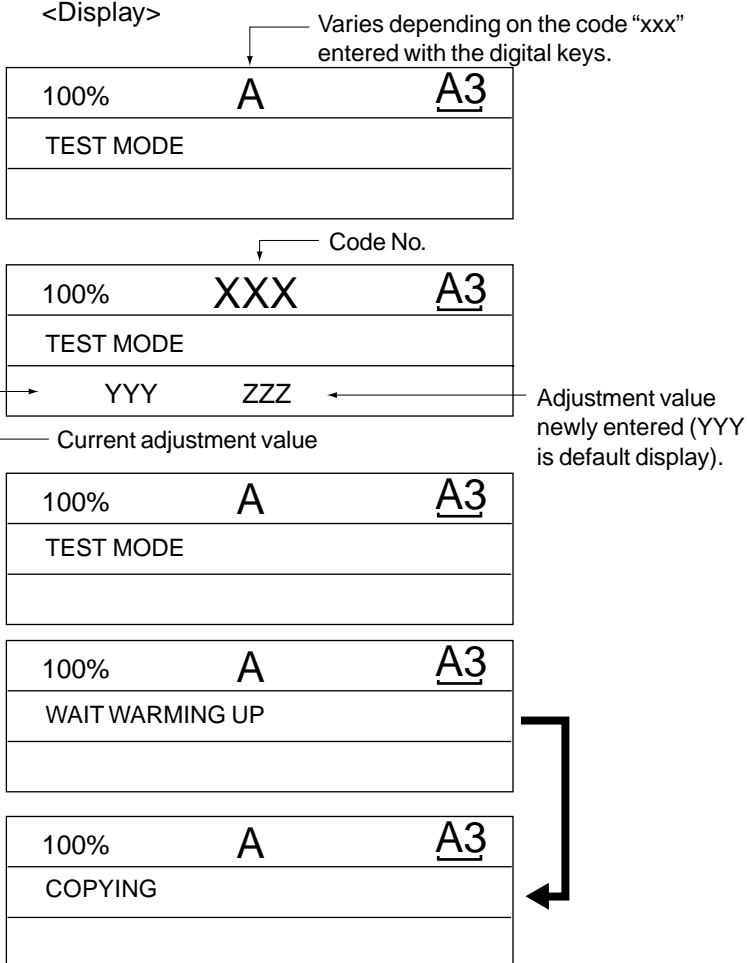 <Display>
Varies depending on the code “xxx”
entered with the digital keys.
100% A A3
TEST MODE
Code No.
100% XXX A3
TEST MODE
YYY ZZZ
Adjustment value
newly entered (YYY
is default display).
Current adjustment value
100% A A3
TEST MODE
100% A A3
WAIT WARMING UP
100% A A3
COPYING